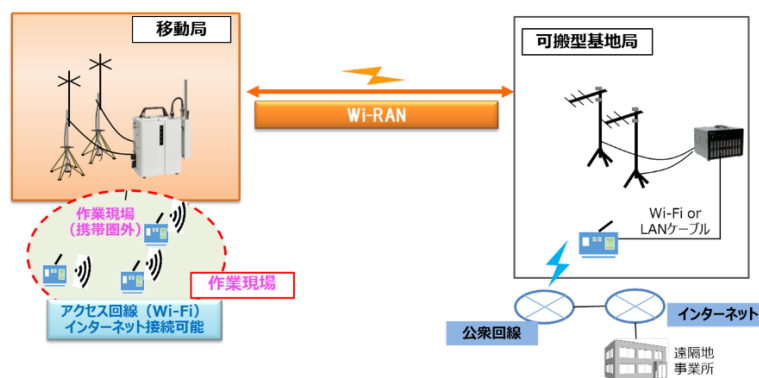 移動局
可搬型基地局
Wi-RAN
作業現場
(携帯圏外)
作業現場
アクセス回線（Wi-Fi）
インターネット接続可能
Wi-Fi or
LANケーブル
公衆回線
インターネット
遠隔地
事業所